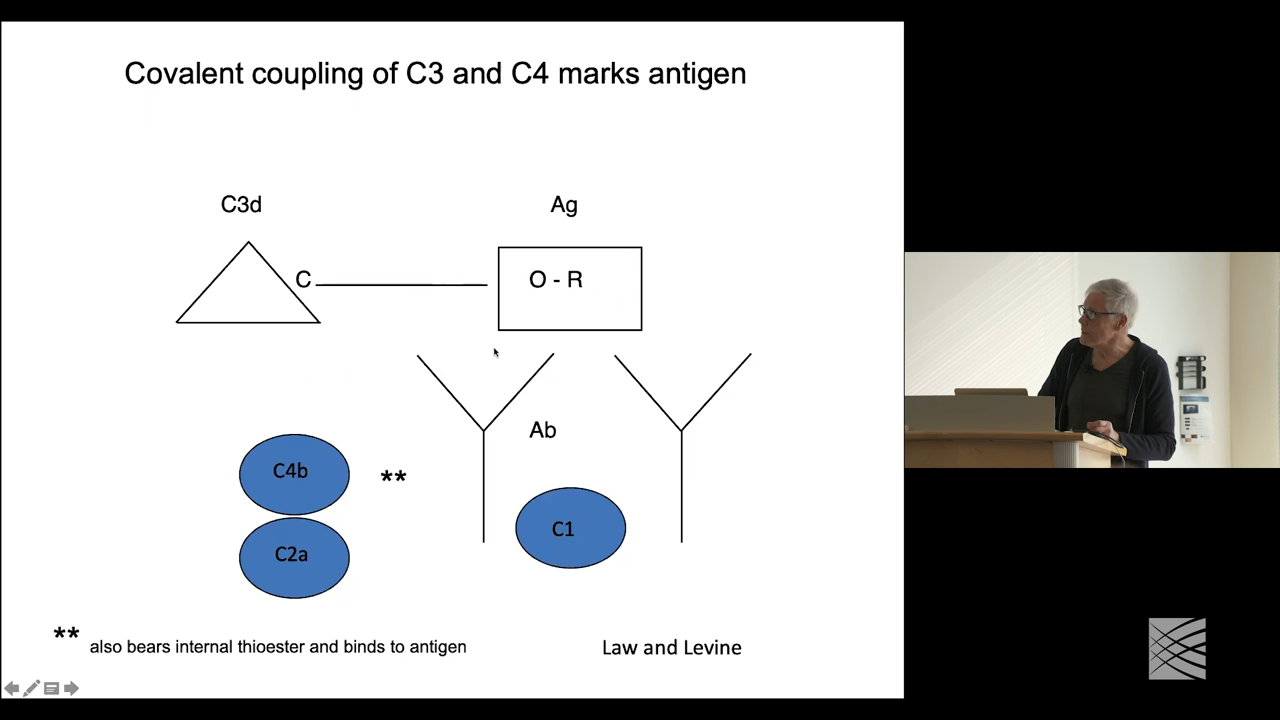 Covalent coupling of C3 and C4 marks antigen
C3d
Ag
C
O - R
Ab
C4b
**
C1
C2a
** also bears internal thioester and binds to antigen
Law and Levine